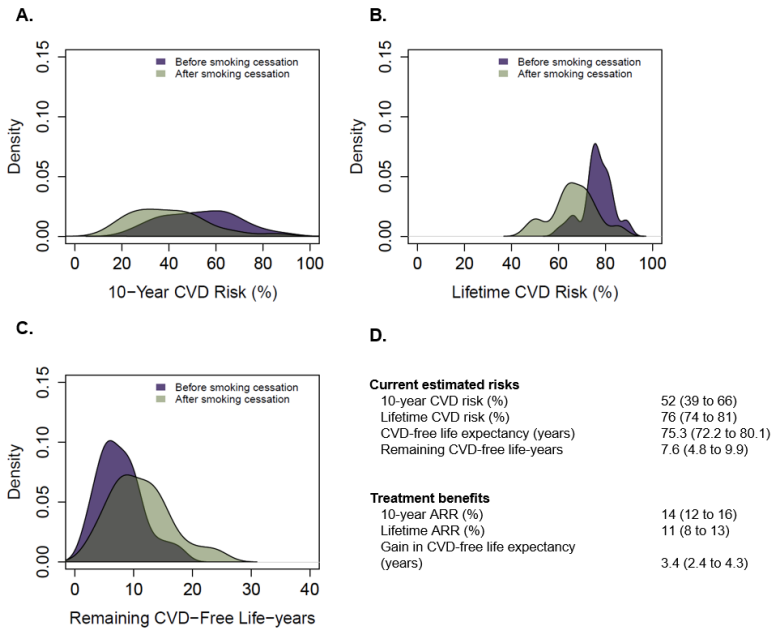 A.
Before smoking cessation
After smoking cessation
Density
0.00 0.05 0.10 0.15
0 20 40 60 80 100
10−Year CVD Risk (%)
B.
Before smoking cessation
After smoking cessation
Density
0.00 0.05 0.10 0.15
0 20 40 60 80 100
Lifetime CVD Risk (%)
C.
Before smoking cessation
After smoking cessation
Density
0.00 0.05 0.10 0.15
0 10 20 30 40
Remaining CVD−Free Life−years
D.
Current estimated risks
10-year CVD risk (%) 52 (39 to 66)
Lifetime CVD risk (%) 76 (74 to 81)
CVD-free life expectancy (years) 75.3 (72.2 to 80.1)
Remaining CVD-free life-years 7.6 (4.8 to 9.9)
Treatment benefits
10-year ARR (%) 14 (12 to 16)
Lifetime ARR (%) 11 (8 to 13)
Gain in CVD-free life expectancy
(years) 3.4 (2.4 to 4.3)